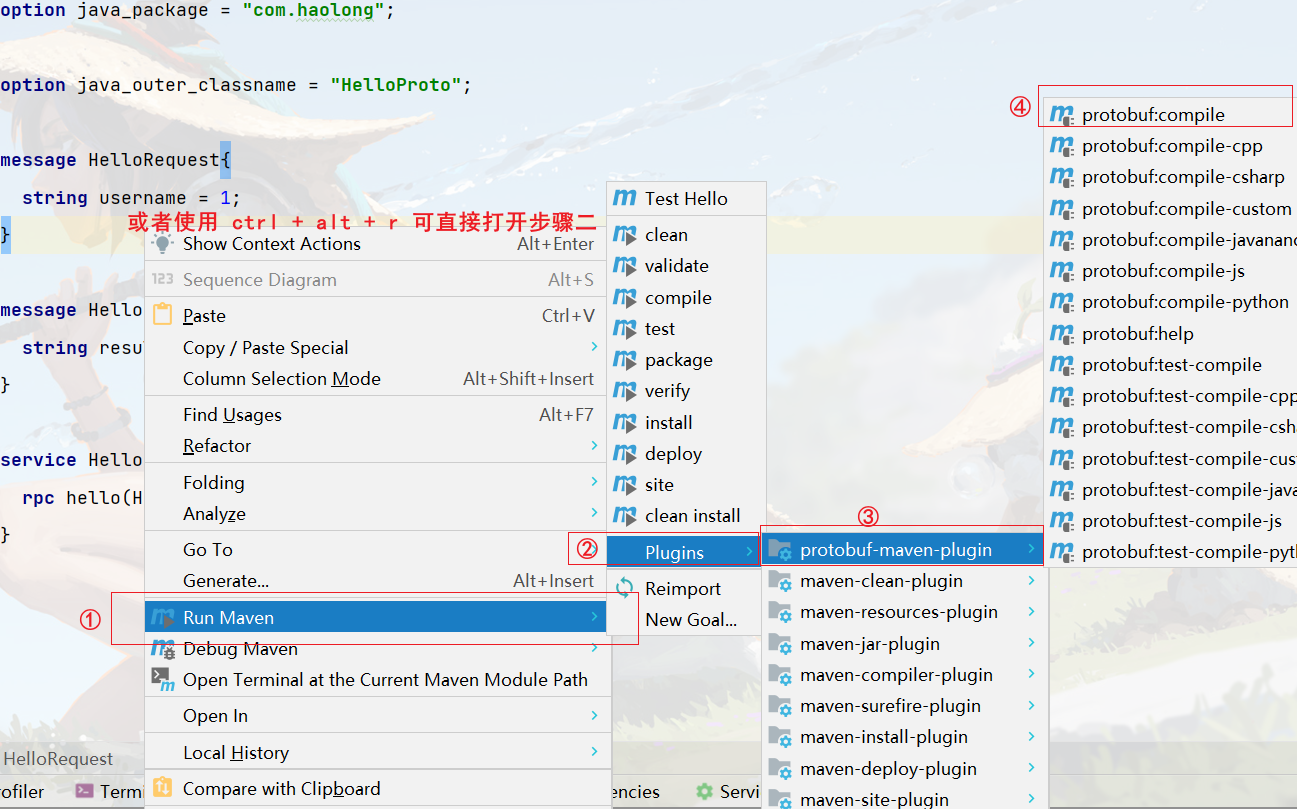 option java_package = "com.haolong";
option java_outer_classname = "HelloProto";
message HelloRequest{
string username = 1;
}
message Hello
string resu
}
service Hello
rpc hello(H
}
或者使用 ctrl + alt + r 可直接打开步骤二
Show Context Actions Alt+Enter
123 Sequence Diagram Alt+S
Paste Ctrl+V
Copy / Paste Special
Column Selection Mode Alt+Shift+Insert
Find Usages Alt+F7
Refactor
Folding
Analyze
Go To
Generate... Alt+Insert
① Run Maven
Debug Maven
Open Terminal at the Current Maven Module Path
Open In
Local History
Compare with Clipboard
Test Hello
clean
validate
compile
test
package
verify
install
deploy
site
clean install
② Plugins
Reimport
New Goal...
③
protobuf-maven-plugin
maven-clean-plugin
maven-resources-plugin
maven-jar-plugin
maven-compiler-plugin
maven-surefire-plugin
maven-install-plugin
maven-deploy-plugin
maven-site-plugin
④ protobuf:compile
protobuf:compile-cpp
protobuf:compile-csharp
protobuf:compile-custom
protobuf:compile-javanano
protobuf:compile-js
protobuf:compile-python
protobuf:help
protobuf:test-compile
protobuf:test-compile-cpp
protobuf:test-compile-csha
protobuf:test-compile-cus
protobuf:test-compile-java
protobuf:test-compile-js
protobuf:test-compile-pyt
HelloRequest
ofiler
Termi
encies
Servi